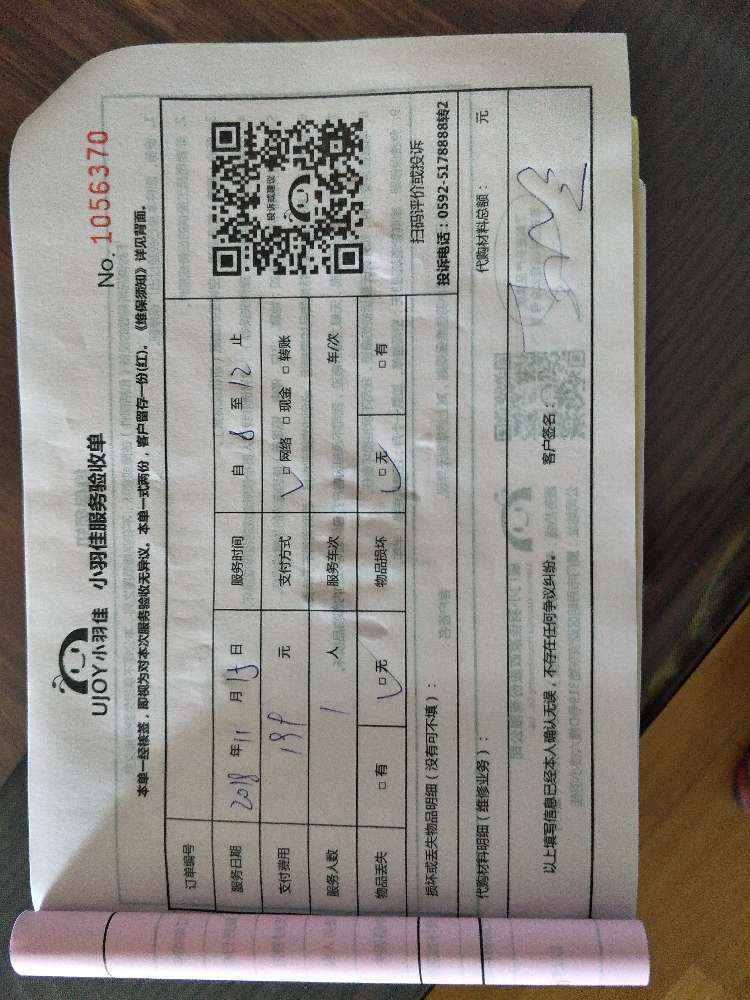 UJOY小羽佳 小羽佳服务验收单
No. 1056370
本单一经核签，即视为对本次服务验收无异议。本单一式两份，客户留存一份(红)。《维保须知》详见背面。
订单编号
服务日期 2018 年 11 月 15 日 服务时间 自 8 至 12 止
支付费用 元 支付方式 □网络 □现金 □转账
服务人数 1 人 服务车次 车/次
物品丢失 □有 □无 物品损坏 □无 □有
投诉或建议
扫码评价或投诉
投诉电话：0592-5178888转2
损坏或丢失物品明细（没有可不填）：
代购材料明细（维修业务）： 代购材料总额： 元
以上填写信息已经本人确认无误，不存在任何争议纠纷。 客户签名：